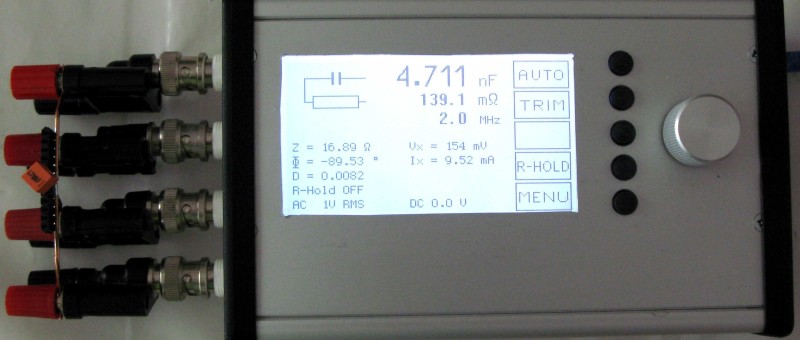 4.711 nF
139.1 mΩ
2.0 MHz
Z = 16.89 Ω Vx = 154 mV
Φ = -89.53 ° Ix = 9.52 mA
D = 0.0082
R-Hold OFF
AC 1V RMS DC 0.0 V
AUTO
TRIM
R-HOLD
MENU